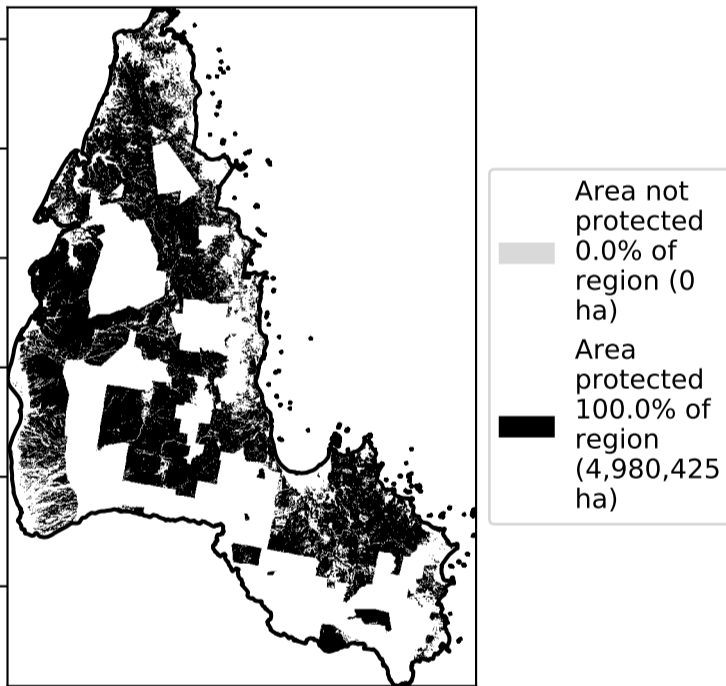 Area not
protected
0.0% of
region (0
ha)
Area
protected
100.0% of
region
(4,980,425
ha)